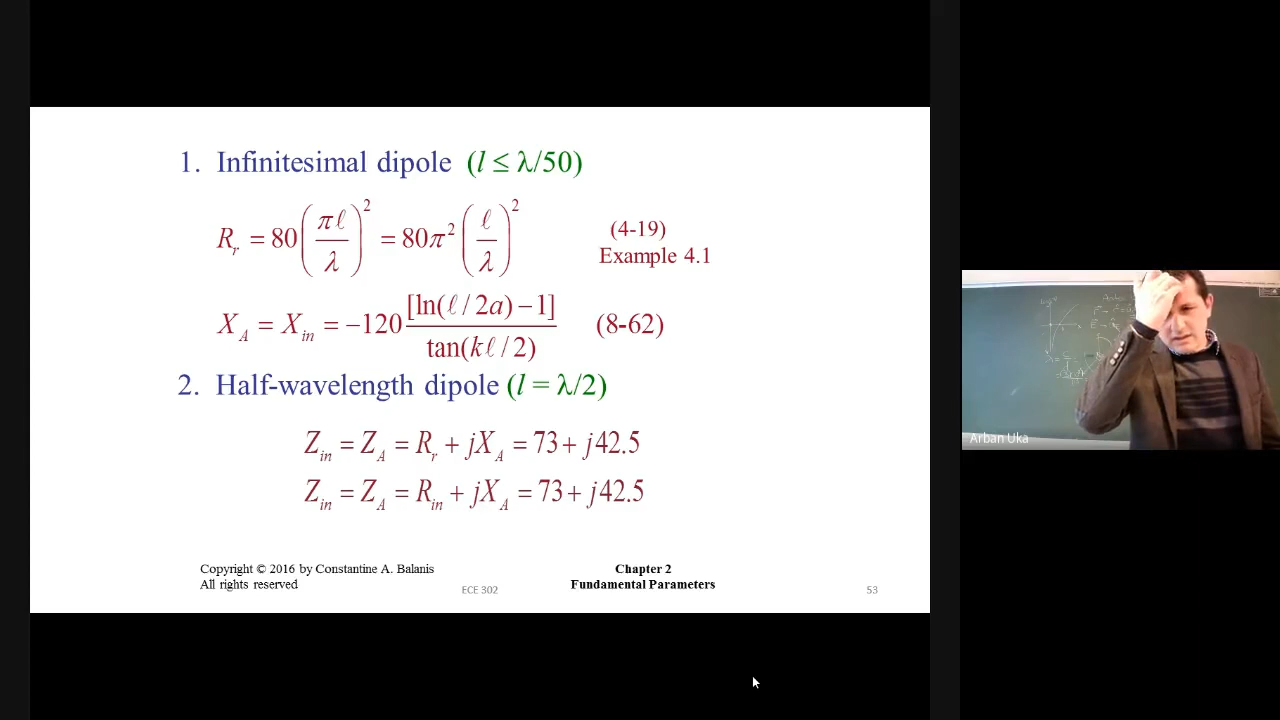 1. Infinitesimal dipole (l ≤ λ/50)
R_r = 80(πℓ/λ)^2 = 80π^2(ℓ/λ)^2
(4-19)
Example 4.1
X_A = X_in = −120 [ln(ℓ/2a)−1]/tan(kℓ/2) (8-62)
2. Half-wavelength dipole (l = λ/2)
Z_in = Z_A = R_r + jX_A = 73 + j42.5
Z_in = Z_A = R_in + jX_A = 73 + j42.5
Copyright © 2016 by Constantine A. Balanis
All rights reserved
ECE 302
Chapter 2
Fundamental Parameters
53
Arban Uka